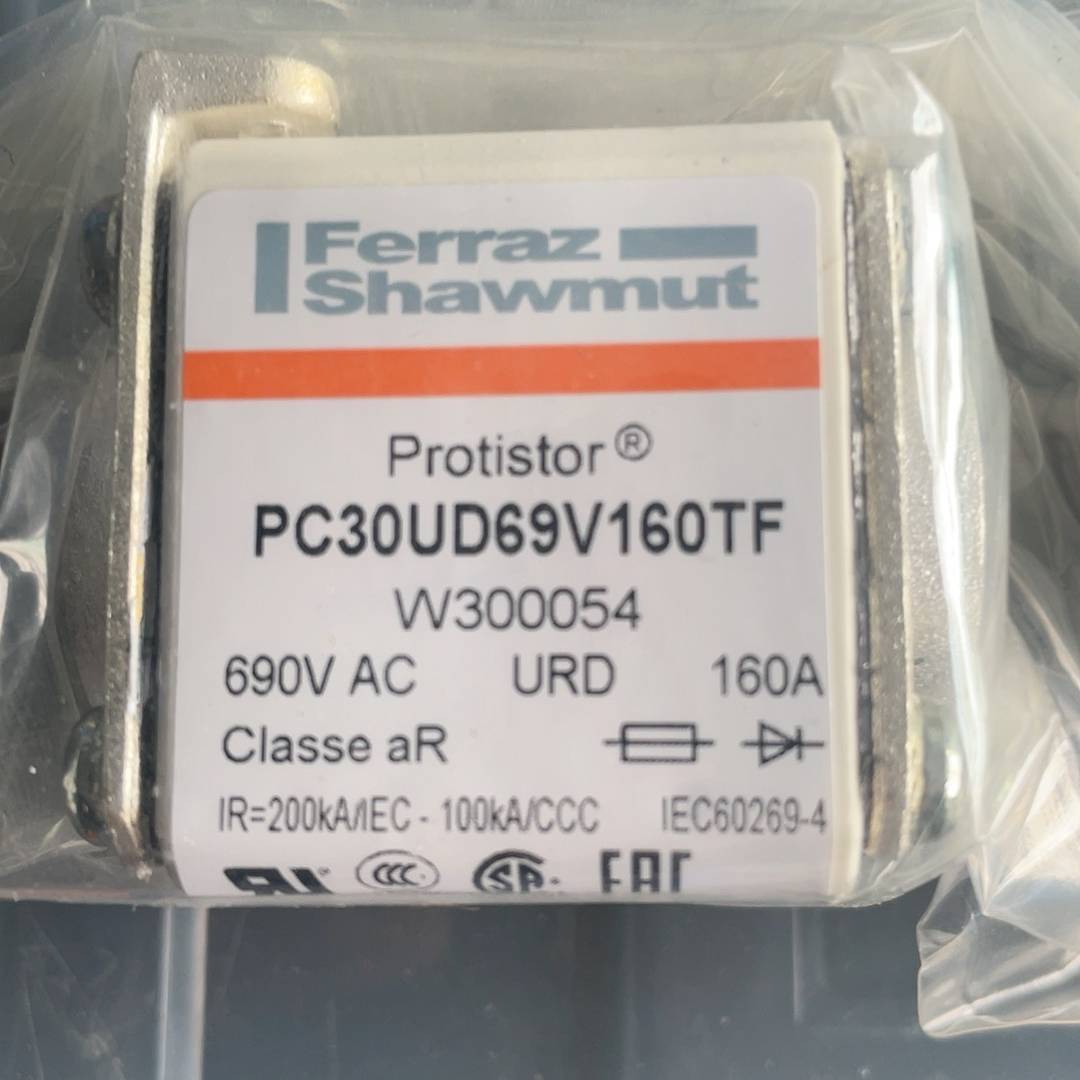 Ferraz
Shawmut
Protistor®
PC30UD69V160TF
W300054
690V AC URD 160A
Classe aR
IR=200kA/IEC - 100kA/CCC IEC60269-4
CCC EAC